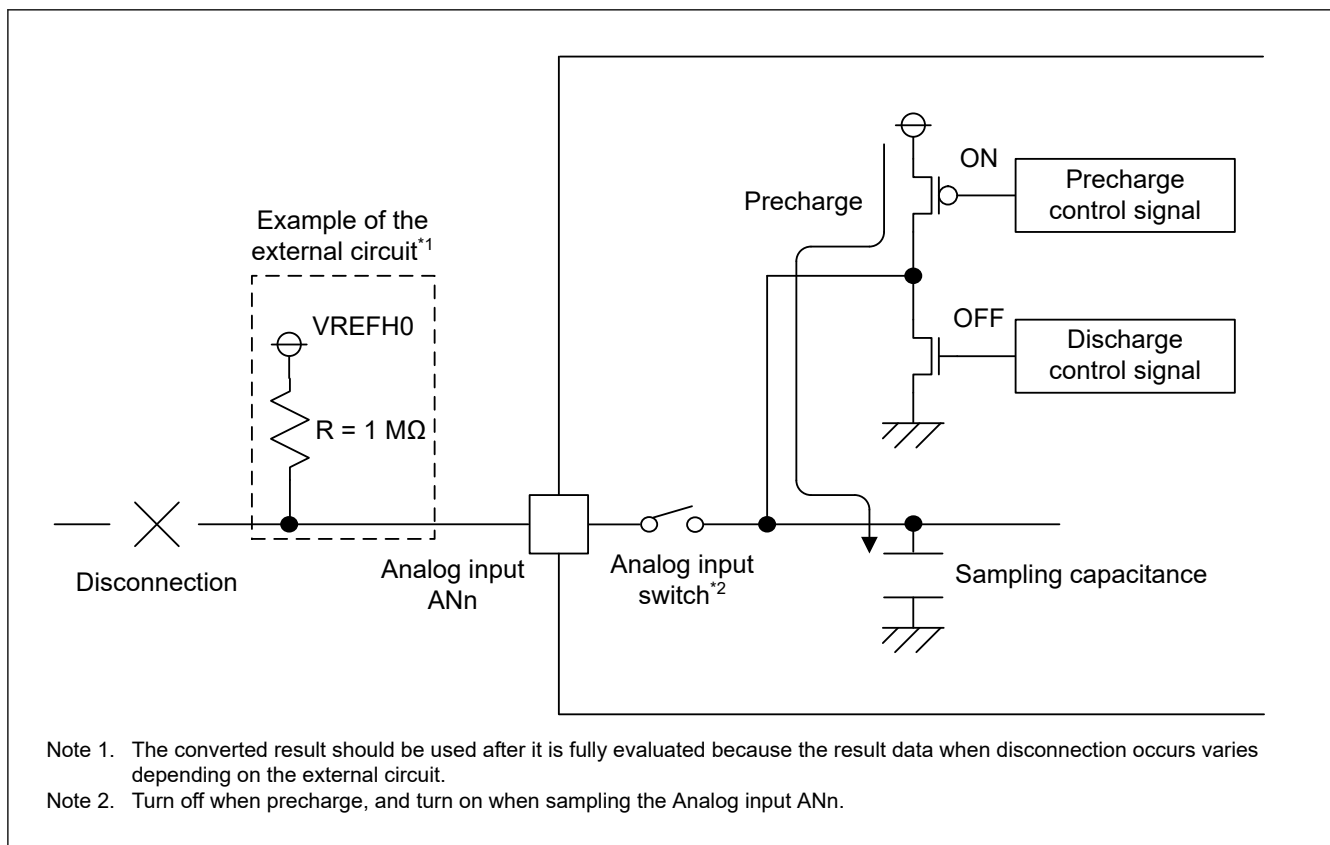 ON
Precharge
control signal
Precharge
Example of the
external circuit*1
VREFH0
OFF
Discharge
control signal
R = 1 MΩ
Disconnection
Analog input
ANn
Analog input
switch*2
Sampling capacitance
Note 1. The converted result should be used after it is fully evaluated because the result data when disconnection occurs varies
depending on the external circuit.
Note 2. Turn off when precharge, and turn on when sampling the Analog input ANn.